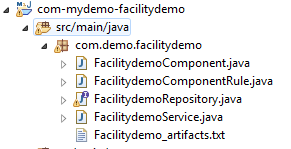 com-mydemo-facilitydemo
src/main/java
com.demo.facilitydemo
FacilitydemoComponent.java
FacilitydemoComponentRule.java
FacilitydemoRepository.java
FacilitydemoService.java
Facilitydemo_artifacts.txt